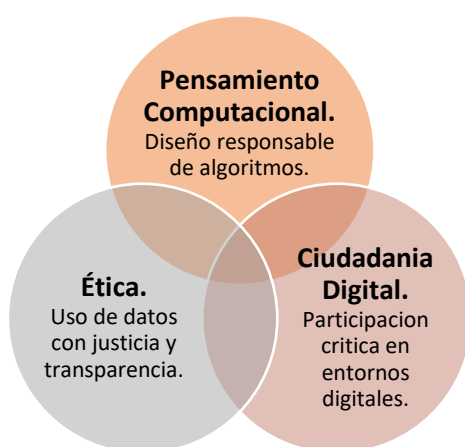 Pensamiento
Computacional.
Diseño responsable
de algoritmos.
Ética.
Uso de datos
con justicia y
transparencia.
Ciudadania
Digital.
Participacion
critica en
entornos
digitales.